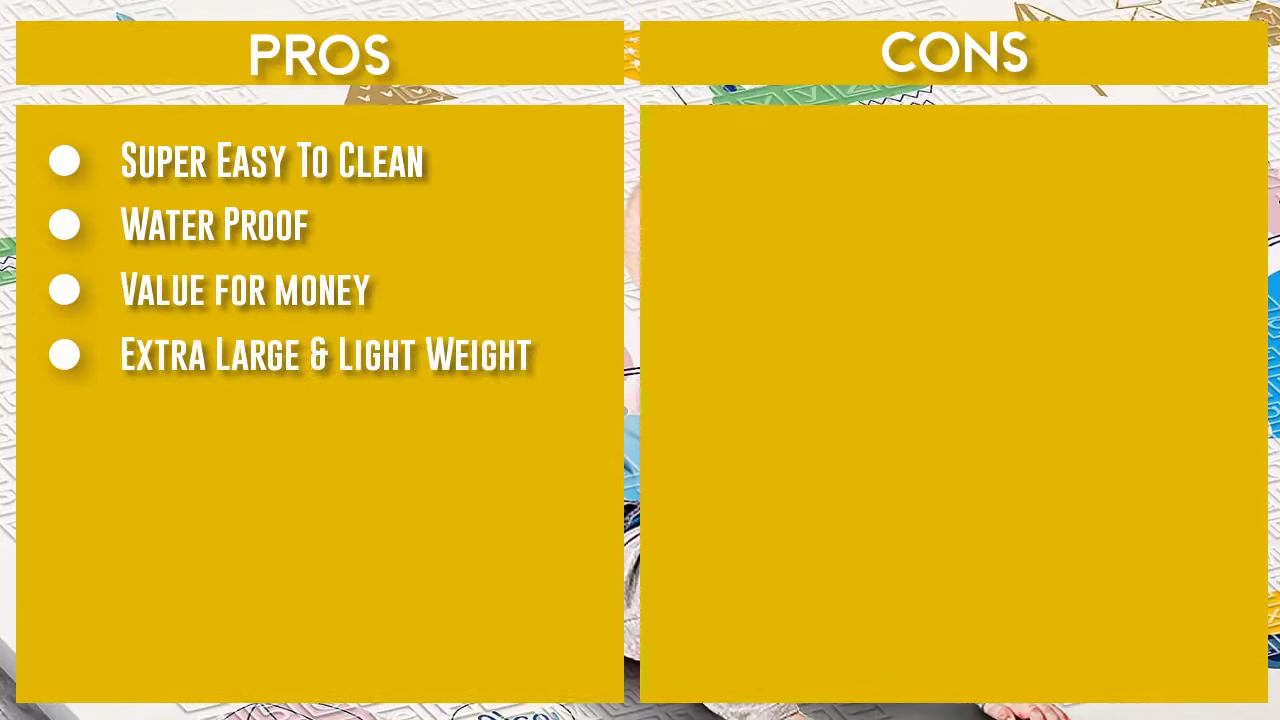 PROS
CONS
Super Easy To Clean
Water Proof
Value for money
Extra Large & Light Weight